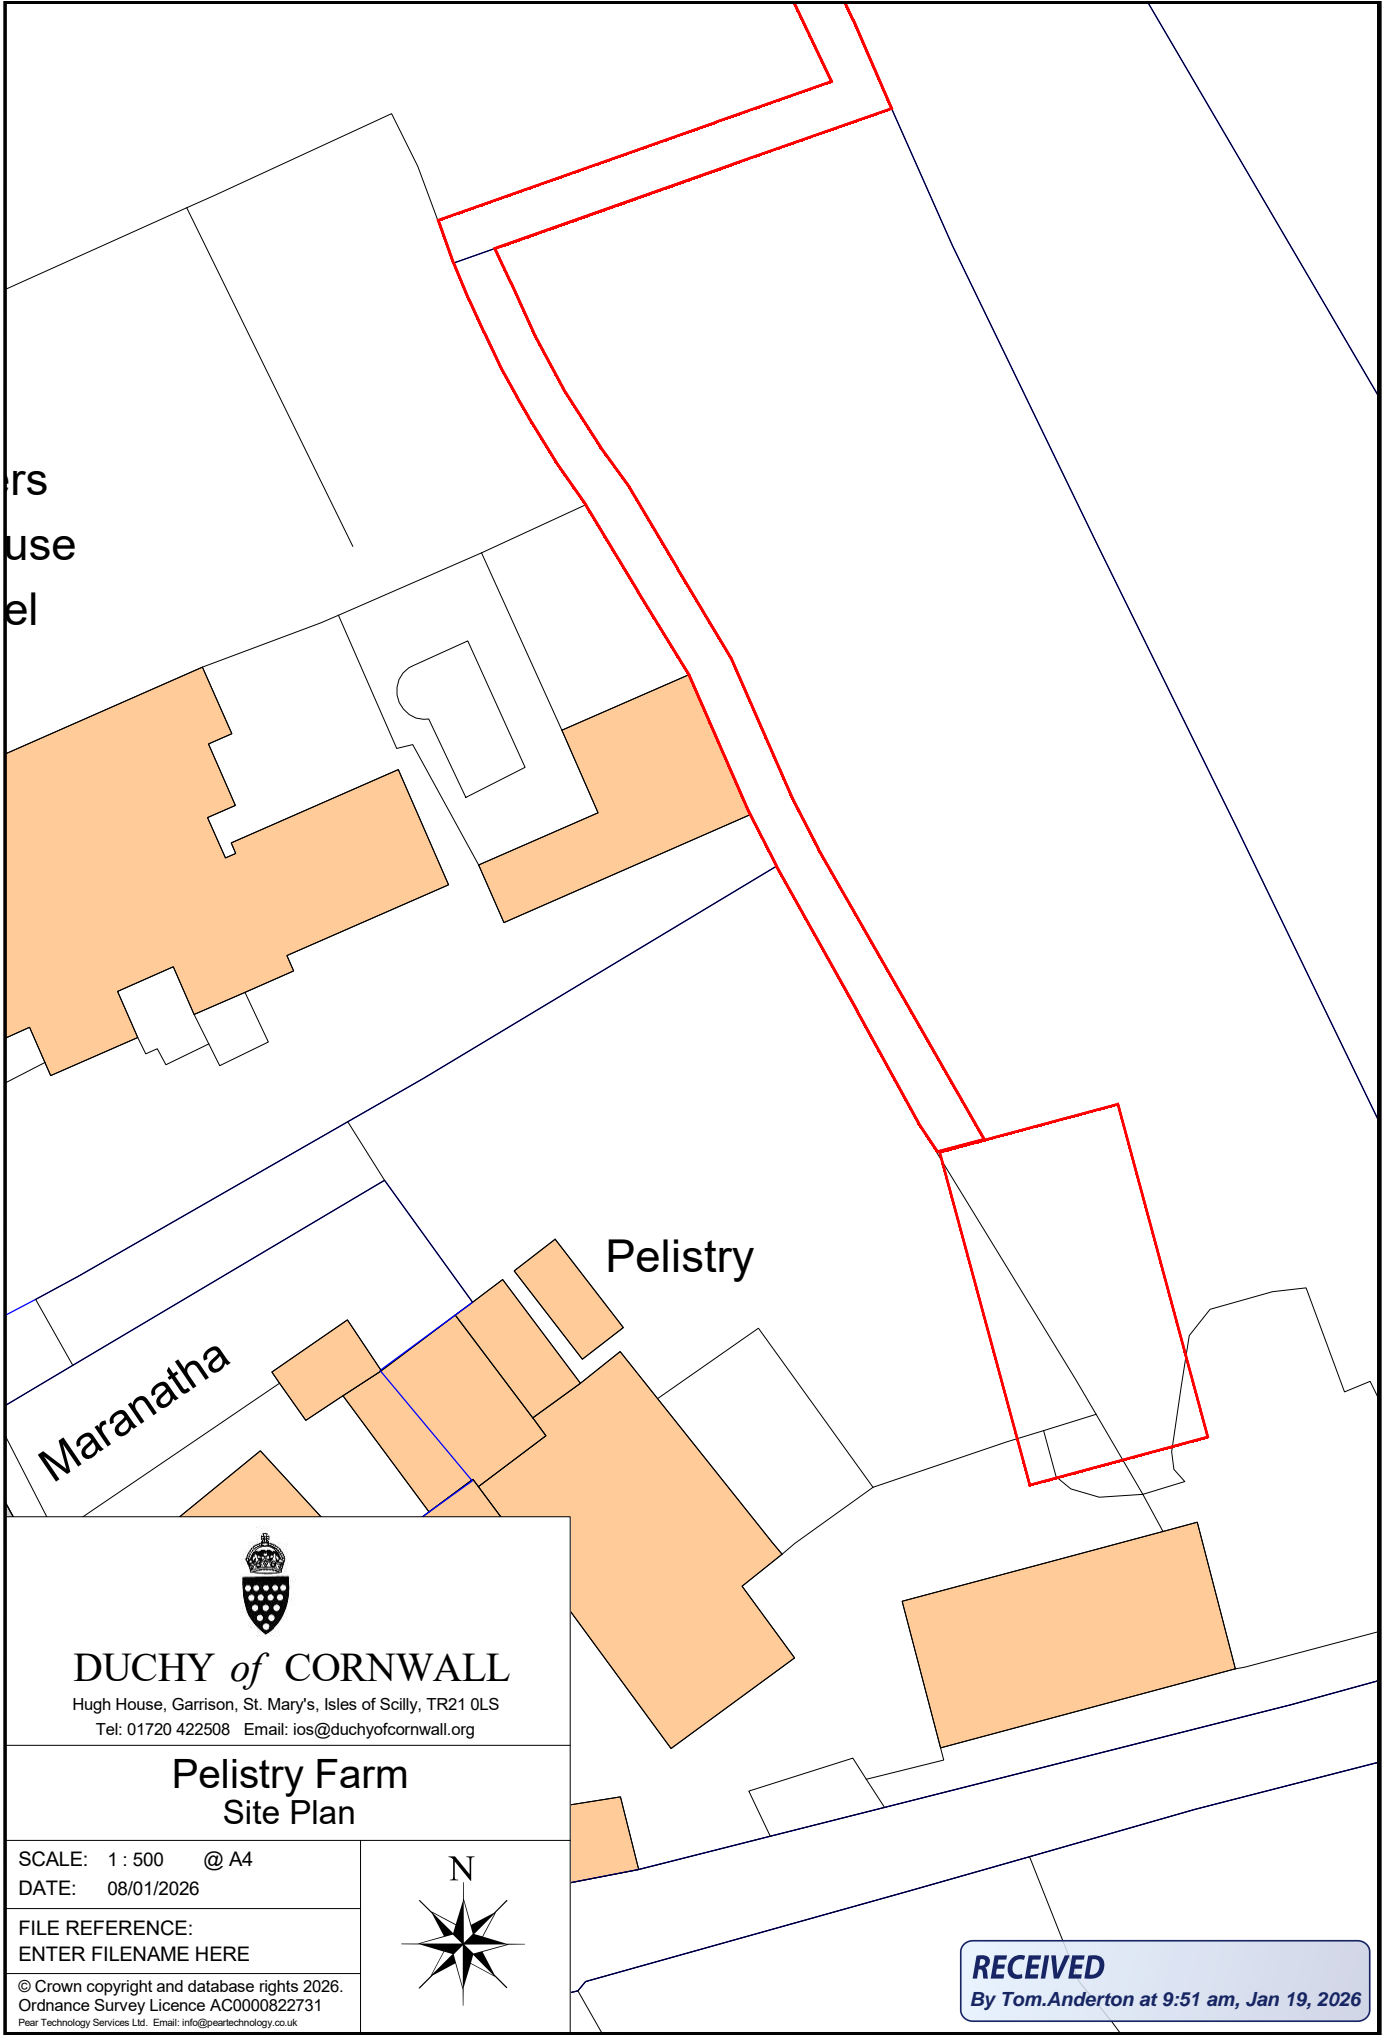 ers
use
el
Pelistry
Maranatha
DUCHY of CORNWALL
Hugh House, Garrison, St. Mary's, Isles of Scilly, TR21 0LS
Tel: 01720 422508 Email: ios@duchyofcornwall.org
Pelistry Farm
Site Plan
SCALE: 1 : 500 @ A4
DATE: 08/01/2026
N
FILE REFERENCE:
ENTER FILENAME HERE
© Crown copyright and database rights 2026.
Ordnance Survey Licence AC0000822731
Pear Technology Services Ltd. Email: info@peartechnology.co.uk
RECEIVED
By Tom.Anderton at 9:51 am, Jan 19, 2026